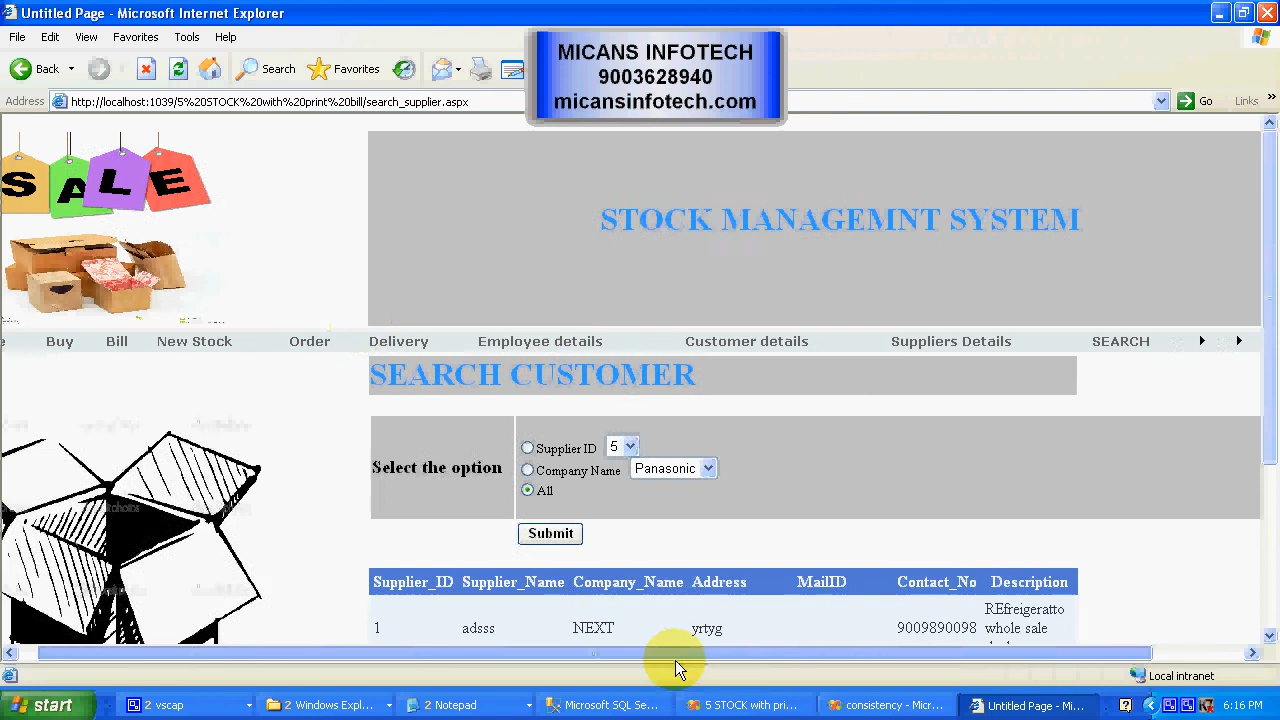 Untitled Page - Microsoft Internet Explorer
File Edit View Favorites Tools Help
Back Search Favorites
MICANS INFOTECH
9003628940
micansinfotech.com
Address http://localhost:1039/5%20STOCK%20with%20print%20bill/search_supplier.aspx Go Links »
SALE
STOCK MANAGEMNT SYSTEM
e Buy Bill New Stock Order Delivery Employee details Customer details Suppliers Details SEARCH
SEARCH CUSTOMER
Select the option
Supplier ID 5
Company Name Panasonic
All
Submit
Supplier_ID Supplier_Name Company_Name Address MailID Contact_No Description
1 adsss NEXT yrtyg 9009890098 REfreigeratto whole sale
Local intranet
start 2 vscap 2 Windows Expl... 2 Notepad Microsoft SQL Se... 5 STOCK with pri... consistency - Micr... Untitled Page - Mi... 6:16 PM